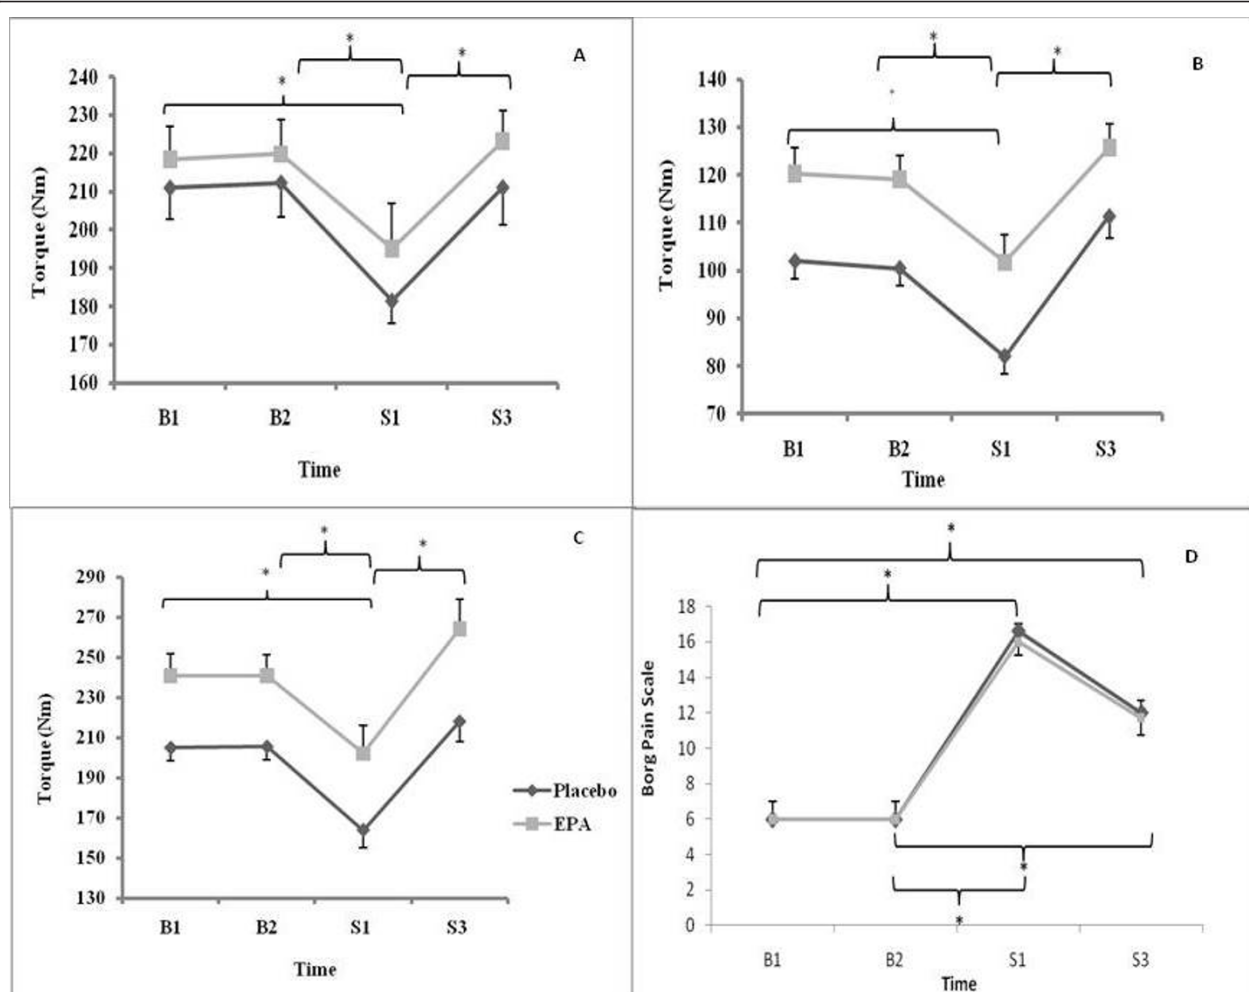 A
*
*
*
240
230
220
210
200
190
180
170
160
Torque (Nm)
B1 B2 S1 S3
Time
B
*
*
*
140
130
120
110
100
90
80
70
Torque (Nm)
B1 B2 S1 S3
Time
C
*
*
*
290
270
250
230
210
190
170
150
130
Torque (Nm)
Placebo
EPA
B1 B2 S1 S3
Time
D
*
*
18
16
14
12
10
8
6
4
2
0
Borg Pain Scale
*
*
B1 B2 S1 S3
Time